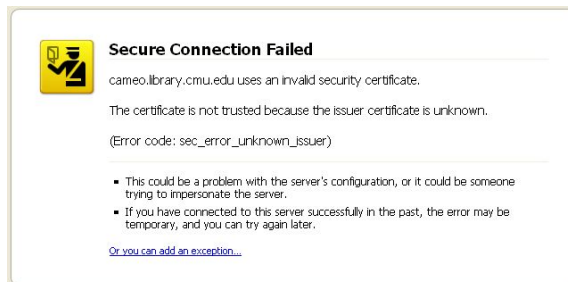 Secure Connection Failed
cameo.library.cmu.edu uses an invalid security certificate.
The certificate is not trusted because the issuer certificate is unknown.
(Error code: sec_error_unknown_issuer)
▪ This could be a problem with the server's configuration, or it could be someone
trying to impersonate the server.
▪ If you have connected to this server successfully in the past, the error may be
temporary, and you can try again later.
Or you can add an exception...